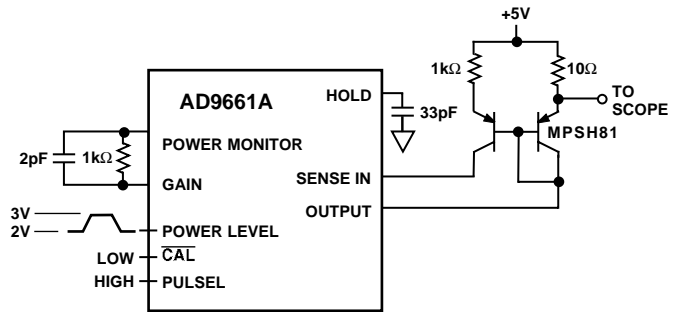 +5V
1kΩ
10Ω
TO
SCOPE
AD9661A
HOLD
33pF
MPSH81
POWER MONITOR
2pF
1kΩ
SENSE IN
GAIN
OUTPUT
3V
2V
POWER LEVEL
LOW
CAL
HIGH
PULSEL